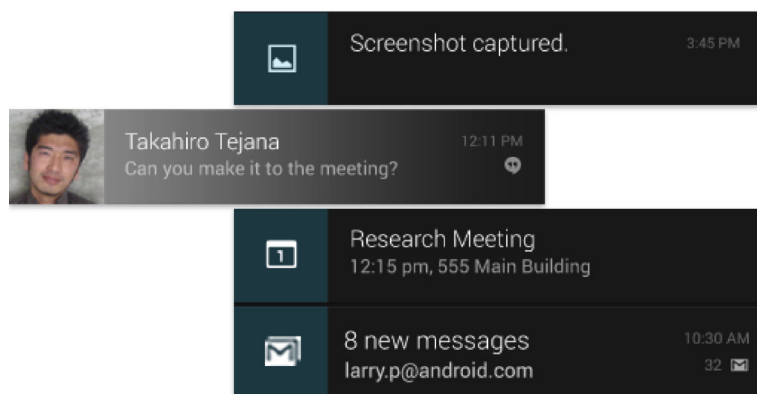 Screenshot captured.
3:45 PM
Takahiro Tejana
12:11 PM
Can you make it to the meeting?
1
Research Meeting
12:15 pm, 555 Main Building
8 new messages
10:30 AM
larry.p@android.com
32